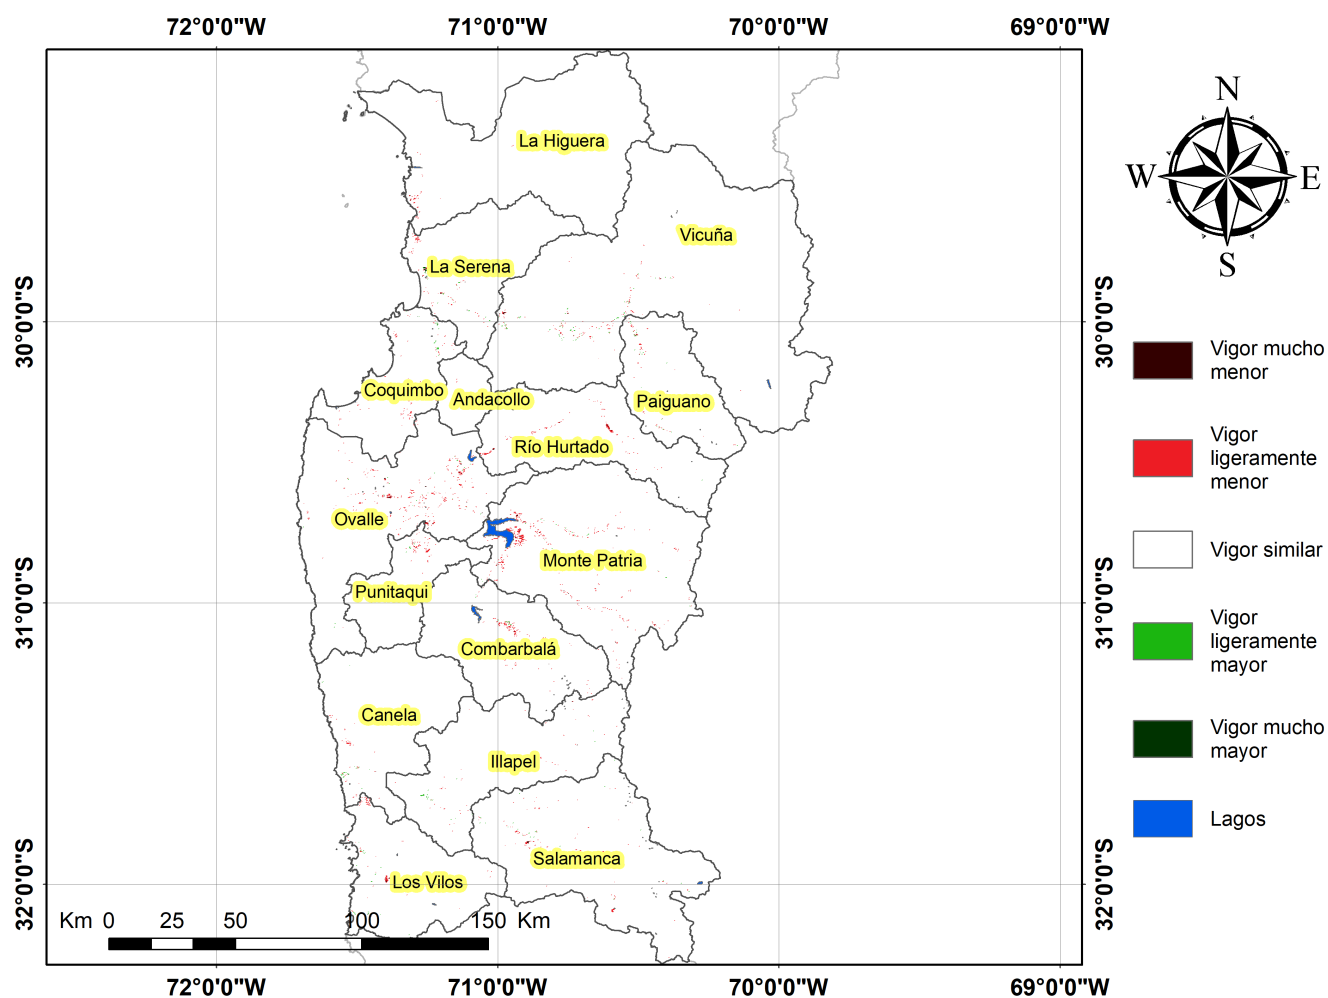 72°0'0"W 71°0'0"W 70°0'0"W 69°0'0"W
N
W E
S
La Higuera
Vicuña
La Serena
30°0'0"S 30°0'0"S
Coquimbo
Andacollo
Paiguano
Río Hurtado
Ovalle
Monte Patria
31°0'0"S 31°0'0"S
Punitaqui
Combarbalá
Canela
Illapel
Salamanca
Los Vilos
32°0'0"S 32°0'0"S
Km 0 25 50 100 150 Km
72°0'0"W 71°0'0"W 70°0'0"W 69°0'0"W
Vigor mucho
menor
Vigor
ligeramente
menor
Vigor similar
Vigor
ligeramente
mayor
Vigor mucho
mayor
Lagos